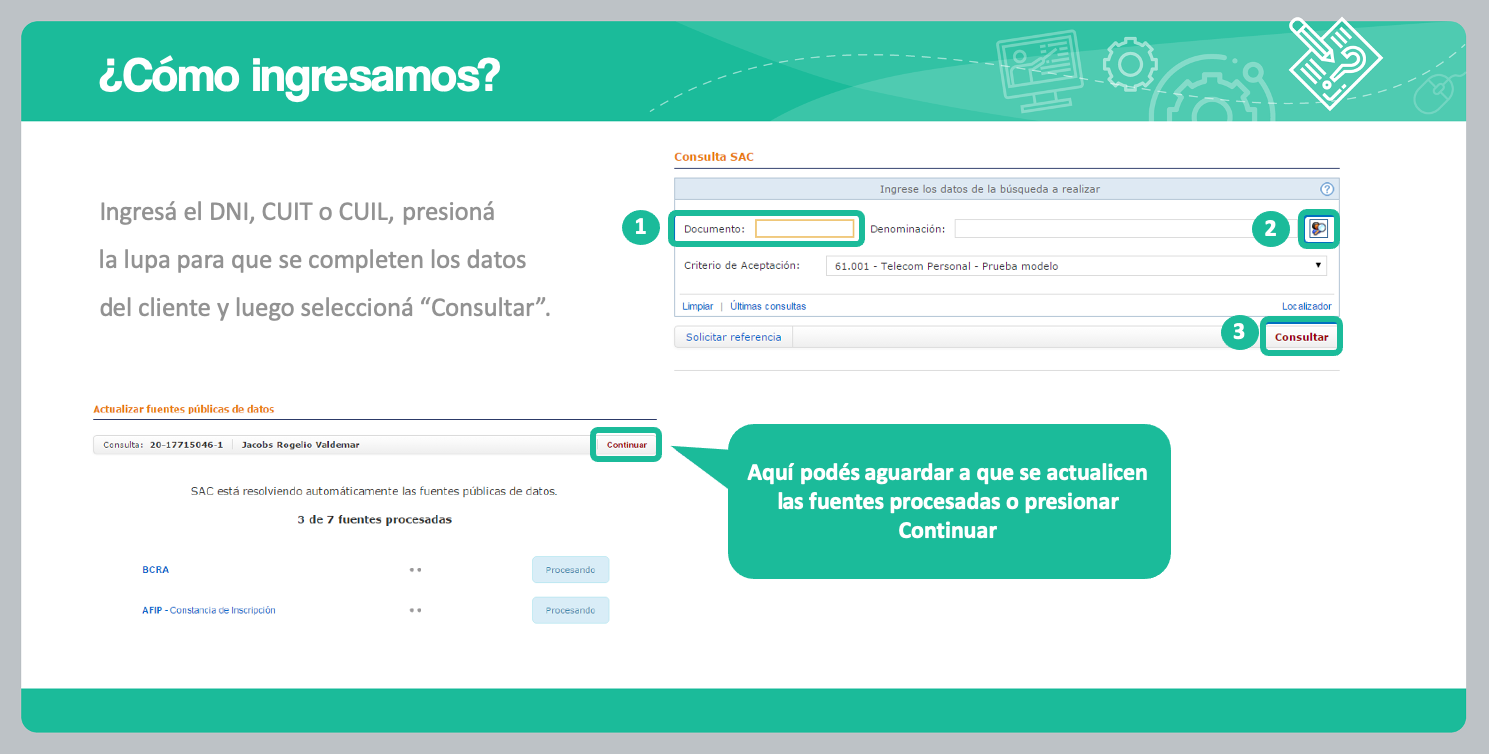 ¿Cómo ingresamos?
Ingresá el DNI, CUIT o CUIL, presioná
la lupa para que se completen los datos
del cliente y luego seleccioná “Consultar”.
Consulta SAC
Ingrese los datos de la búsqueda a realizar ?
1 Documento: Denominación: 2
Criterio de Aceptación: 61.001 - Telecom Personal - Prueba modelo
Limpiar | Últimas consultas Localizador
Solicitar referencia 3 Consultar
Actualizar fuentes públicas de datos
Consulta: 20-17715046-1 Jacobs Rogelio Valdemar Continuar
SAC está resolviendo automáticamente las fuentes públicas de datos.
3 de 7 fuentes procesadas
BCRA Procesando
AFIP - Constancia de Inscripción Procesando
Aquí podés aguardar a que se actualicen
las fuentes procesadas o presionar
Continuar